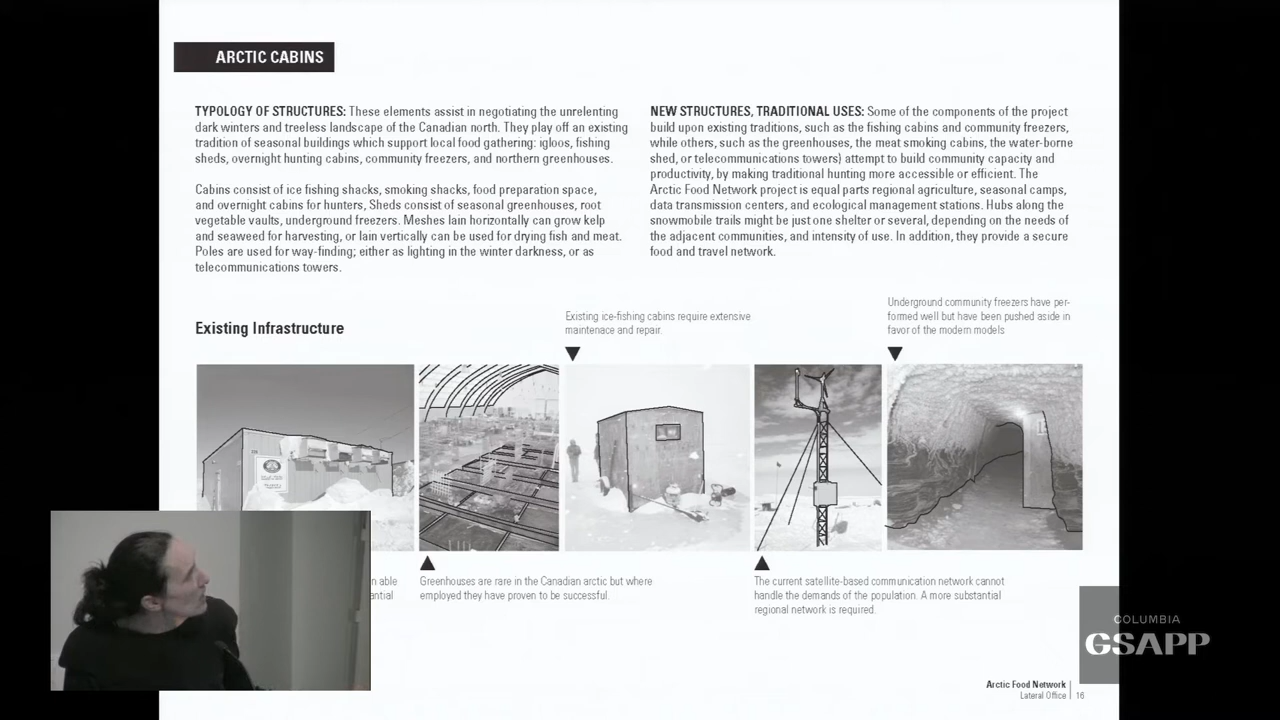 ARCTIC CABINS
TYPOLOGY OF STRUCTURES: These elements assist in negotiating the unrelenting
dark winters and treeless landscape of the Canadian north. They play off an existing
tradition of seasonal buildings which support local food gathering: igloos, fishing
sheds, overnight hunting cabins, community freezers, and northern greenhouses.
Cabins consist of ice fishing shacks, smoking shacks, food preparation space,
and overnight cabins for hunters, Sheds consist of seasonal greenhouses, root
vegetable vaults, underground freezers. Meshes lain horizontally can grow kelp
and seaweed for harvesting, or lain vertically can be used for drying fish and meat.
Poles are used for way-finding; either as lighting in the winter darkness, or as
telecommunications towers.
NEW STRUCTURES, TRADITIONAL USES: Some of the components of the project
build upon existing traditions, such as the fishing cabins and community freezers,
while others, such as the greenhouses, the meat smoking cabins, the water-borne
shed, or telecommunications towers) attempt to build community capacity and
productivity, by making traditional hunting more accessible or efficient. The
Arctic Food Network project is equal parts regional agriculture, seasonal camps,
data transmission centers, and ecological management stations. Hubs along the
snowmobile trails might be just one shelter or several, depending on the needs of
the adjacent communities, and intensity of use. In addition, they provide a secure
food and travel network.
Existing Infrastructure
Existing ice-fishing cabins require extensive
maintenace and repair.
Underground community freezers have per-
formed well but have been pushed aside in
favor of the modern models
n able
antial
Greenhouses are rare in the Canadian arctic but where
employed they have proven to be successful.
The current satellite-based communication network cannot
handle the demands of the population. A more substantial
regional network is required.
COLUMBIA
GSAPP
Arctic Food Network
Lateral Office 16